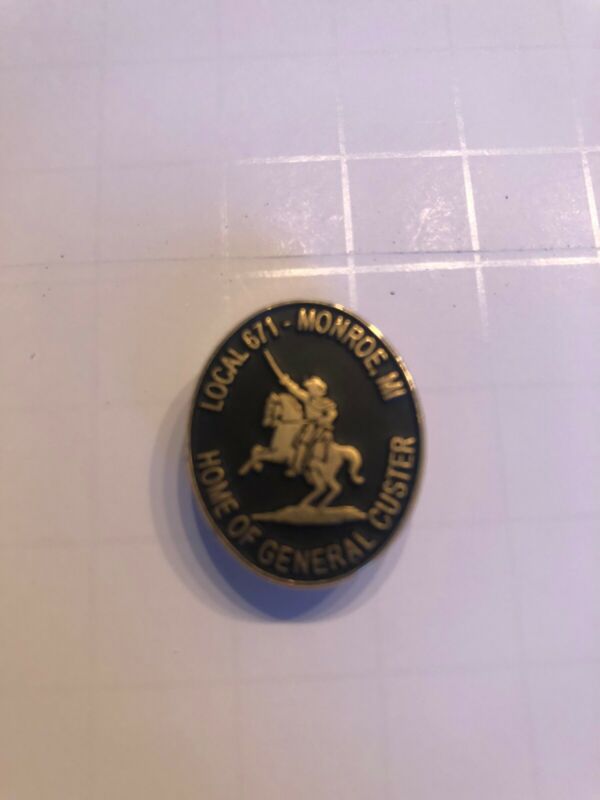 LOCAL 671 - MONROE, MI
HOME OF GENERAL CUSTER